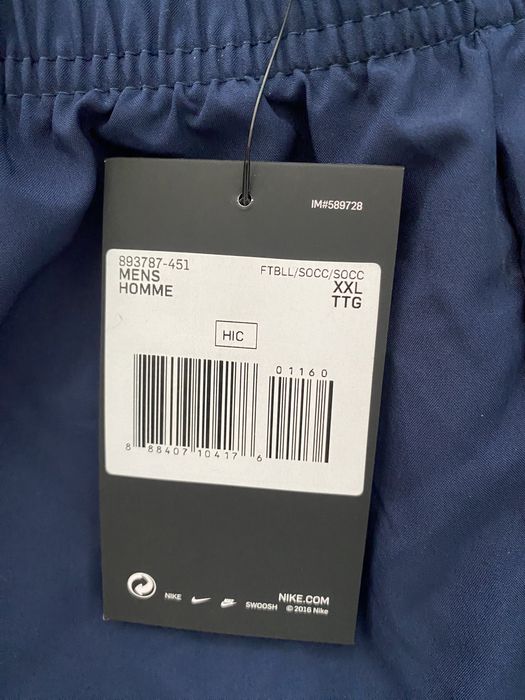 IM#589728
893787-451 FTBLL/SOCC/SOCC
MENS XXL
HOMME TTG
HIC
01160
8 88407 10417 6
NIKE SWOOSH NIKE.COM
© 2016 Nike